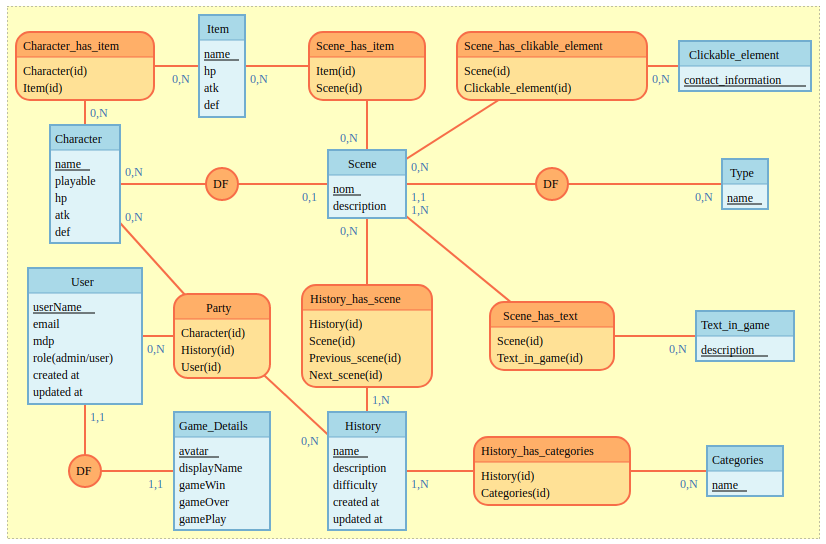 Character_has_item
Character(id)
Item(id)
0,N
0,N
Item
name
hp
atk
def
0,N
Scene_has_item
Item(id)
Scene(id)
0,N
Scene_has_clikable_element
Scene(id)
Clickable_element(id)
0,N
0,N
Clickable_element
contact_information
Character
name
playable
hp
atk
def
0,N
0,N
DF
0,1
Scene
nom
description
1,1
1,N
0,N
DF
0,N
Type
name
User
userName
email
mdp
role(admin/user)
created at
updated at
0,N
1,1
Party
Character(id)
History(id)
User(id)
0,N
History_has_scene
History(id)
Scene(id)
Previous_scene(id)
Next_scene(id)
1,N
Scene_has_text
Scene(id)
Text_in_game(id)
0,N
Text_in_game
description
DF
1,1
Game_Details
avatar
displayName
gameWin
gameOver
gamePlay
History
name
description
difficulty
created at
updated at
1,N
History_has_categories
History(id)
Categories(id)
0,N
Categories
name